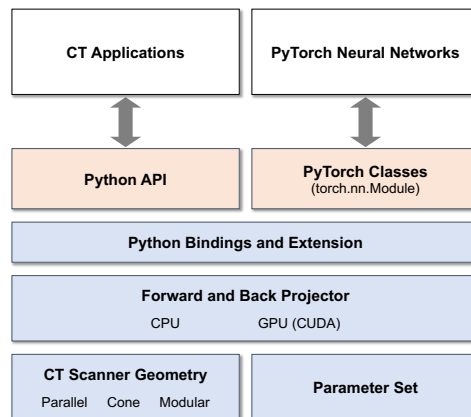 CT Applications
PyTorch Neural Networks
Python API
PyTorch Classes
(torch.nn.Module)
Python Bindings and Extension
Forward and Back Projector
CPU GPU (CUDA)
CT Scanner Geometry
Parallel Cone Modular
Parameter Set